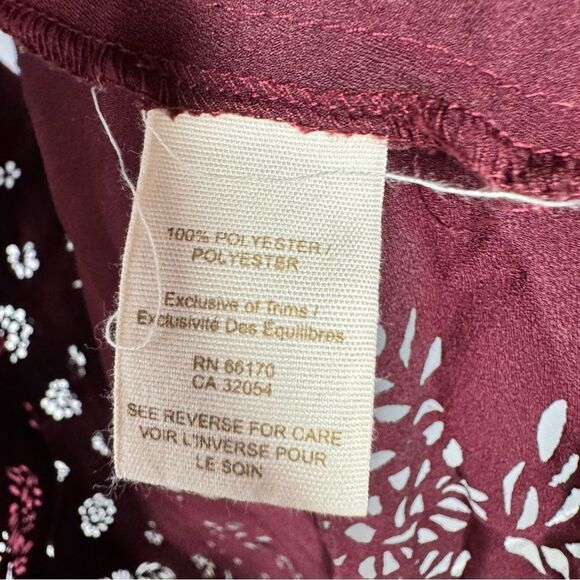 100% POLYESTER /
POLYESTER
Exclusive of Trims /
Exclusivité Des Equilibres
RN 66170
CA 32054
SEE REVERSE FOR CARE
VOIR L'INVERSE POUR
LE SOIN